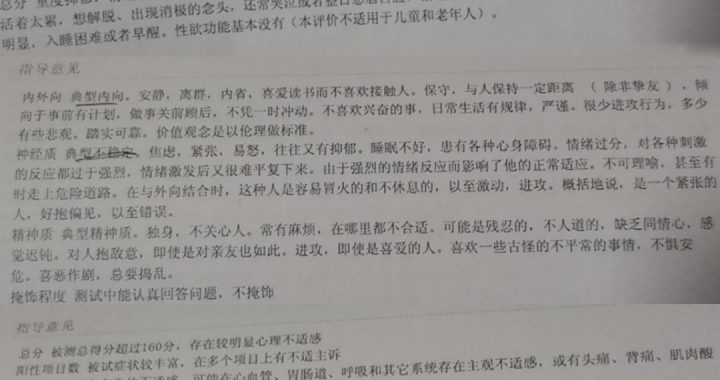 总分 重度抑郁
活着太累，想解脱、出现消极的念头，还常哭泣或者整日愁眉苦脸
明显，入睡困难或者早醒。性欲功能基本没有（本评价不适用于儿童和老年人）。
指导意见
内外向 典型内向。安静，离群，内省，喜爱读书而不喜欢接触人。保守，与人保持一定距离 （ 除非挚友 ），倾
向于事前有计划，做事关前顾后，不凭一时冲动。不喜欢兴奋的事，日常生活有规律，严谨。很少进攻行为，多少
有些悲观。踏实可靠。价值观念是以伦理做标准。
神经质 典型不稳定。焦虑，紧张，易怒，往往又有抑郁。睡眠不好，患有各种心身障碍。情绪过分，对各种刺激
的反应都过于强烈，情绪激发后又很难平复下来。由于强烈的情绪反应而影响了他的正常适应。不可理喻，甚至有
时走上危险道路。在与外向结合时，这种人是容易冒火的和不休息的，以至激动，进攻。概括地说，是一个紧张的
人，好抱偏见，以至错误。
精神质 典型精神质。独身，不关心人。常有麻烦，在哪里都不合适。可能是残忍的，不人道的，缺乏同情心，感
觉迟钝。对人抱敌意，即使是对亲友也如此。进攻，即使是喜爱的人。喜欢一些古怪的不平常的事情，不惧安
危。喜恶作剧，总要捣乱。
掩饰程度 测试中能认真回答问题，不掩饰
指导意见
总分 被测总得分超过160分，存在较明显心理不适感
阳性项目数 被试症状较丰富，在多个项目上有不适主诉
可能在心血管、胃肠道、呼吸和其它系统存在主观不适感，或有头痛、背痛、肌肉酸